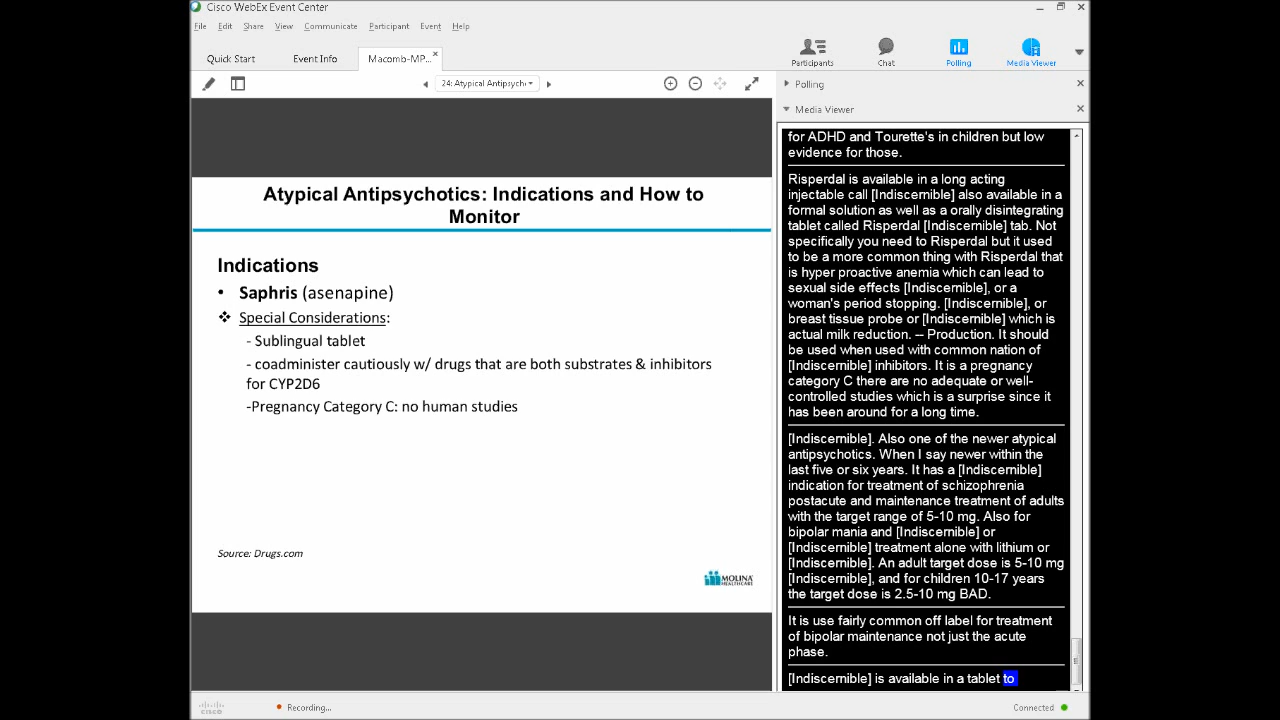 Cisco WebEx Event Center
File Edit Share View Communicate Participant Event Help
Quick Start Event Info Macomb-MP...
Participants Chat Polling Media Viewer
24: Atypical Antipsych
Polling
Media Viewer
Atypical Antipsychotics: Indications and How to
Monitor
Indications
• Saphris (asenapine)
❖ Special Considerations:
- Sublingual tablet
- coadminister cautiously w/ drugs that are both substrates & inhibitors
for CYP2D6
-Pregnancy Category C: no human studies
Source: Drugs.com
MOLINA
HEALTHCARE
for ADHD and Tourette's in children but low
evidence for those.
Risperdal is available in a long acting
injectable call [Indiscernible] also available in a
formal solution as well as a orally disintegrating
tablet called Risperdal [Indiscernible] tab. Not
specifically you need to Risperdal but it used
to be a more common thing with Risperdal that
is hyper proactive anemia which can lead to
sexual side effects [Indiscernible], or a
woman's period stopping. [Indiscernible], or
breast tissue probe or [Indiscernible] which is
actual milk reduction. -- Production. It should
be used when used with common nation of
[Indiscernible] inhibitors. It is a pregnancy
category C there are no adequate or well-
controlled studies which is a surprise since it
has been around for a long time.
[Indiscernible]. Also one of the newer atypical
antipsychotics. When I say newer within the
last five or six years. It has a [Indiscernible]
indication for treatment of schizophrenia
postacute and maintenance treatment of adults
with the target range of 5-10 mg. Also for
bipolar mania and [Indiscernible] or
[Indiscernible] treatment alone with lithium or
[Indiscernible]. An adult target dose is 5-10 mg
[Indiscernible], and for children 10-17 years
the target dose is 2.5-10 mg BAD.
It is use fairly common off label for treatment
of bipolar maintenance not just the acute
phase.
[Indiscernible] is available in a tablet to
cisco
Recording...
Connected